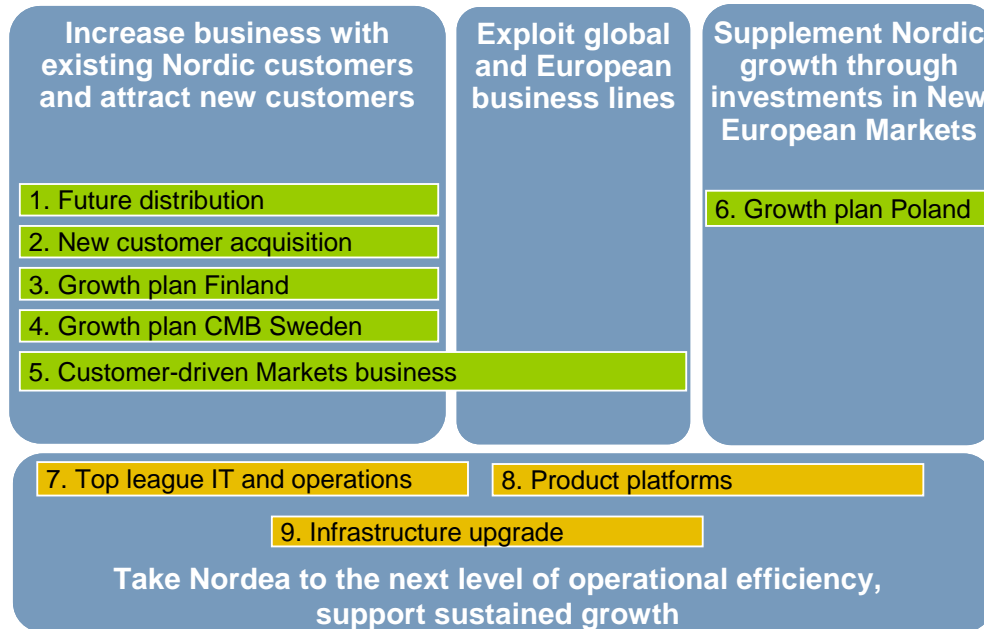 Increase business with
existing Nordic customers
and attract new customers
Exploit global
and European
business lines
Supplement Nordic
growth through
investments in New
European Markets
1. Future distribution
2. New customer acquisition
3. Growth plan Finland
4. Growth plan CMB Sweden
5. Customer-driven Markets business
6. Growth plan Poland
7. Top league IT and operations
8. Product platforms
9. Infrastructure upgrade
Take Nordea to the next level of operational efficiency,
support sustained growth